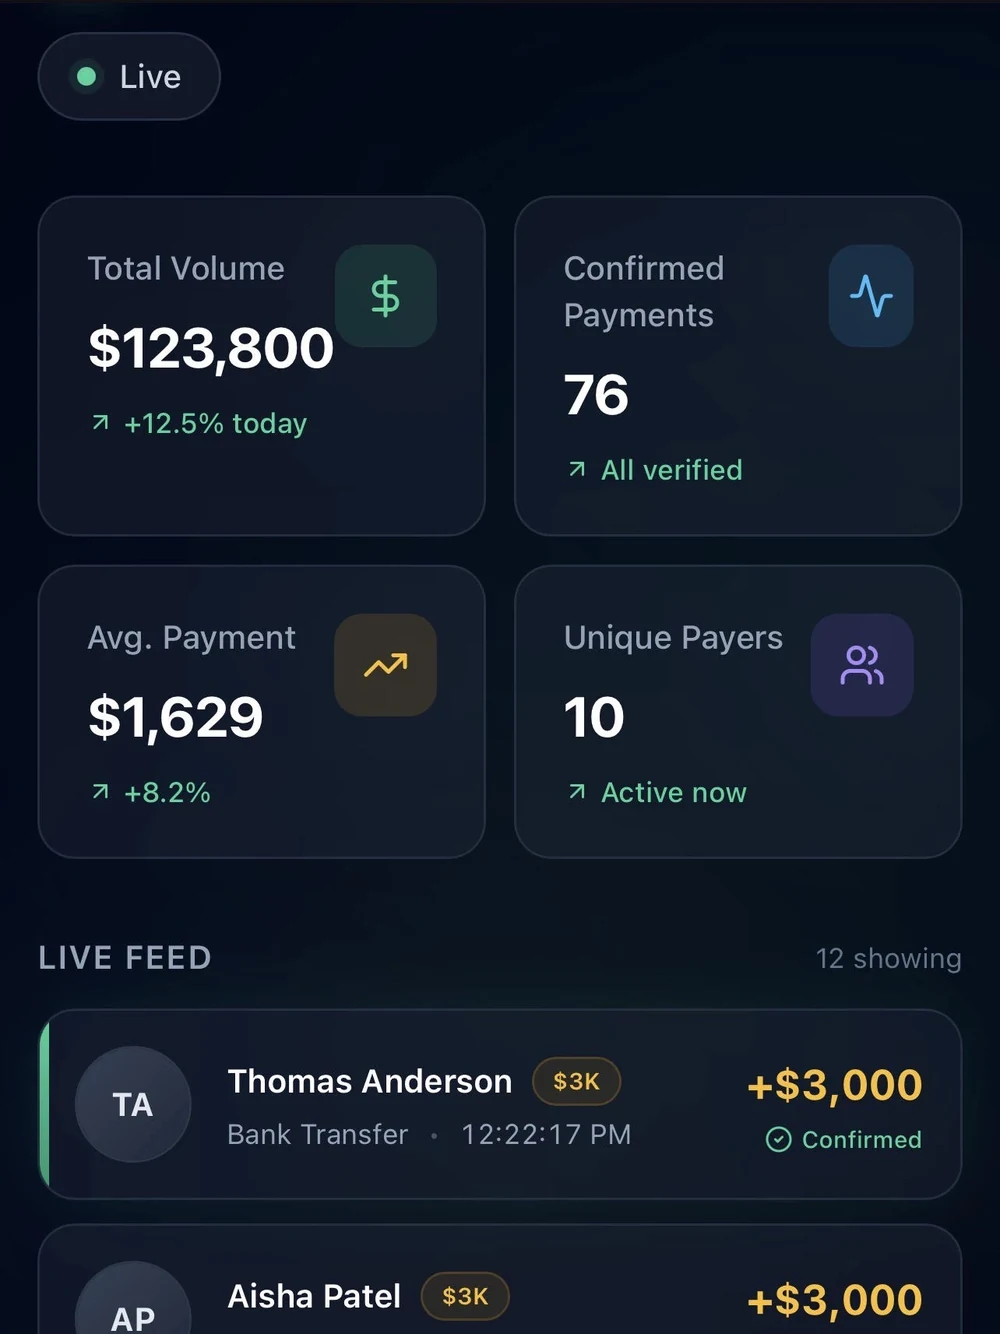 Live
Total Volume
$123,800
+12.5% today
Confirmed
Payments
76
All verified
Avg. Payment
$1,629
+8.2%
Unique Payers
10
Active now
LIVE FEED
12 showing
TA
Thomas Anderson $3K
Bank Transfer • 12:22:17 PM
+$3,000
Confirmed
AP
Aisha Patel $3K
+$3,000